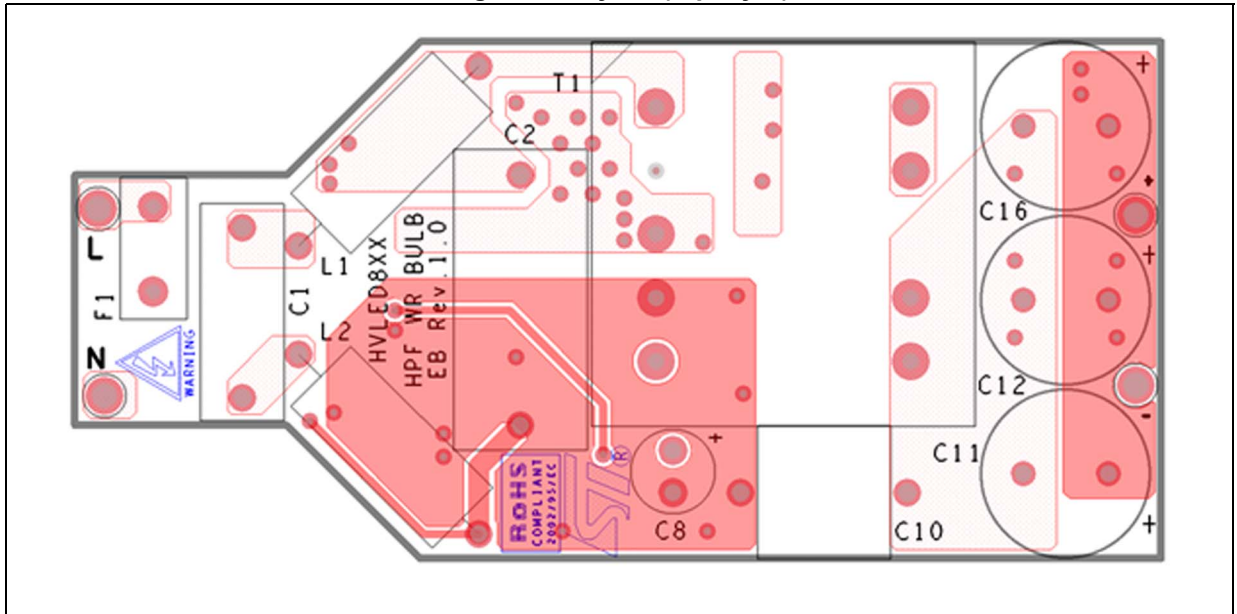 T1
C2
L
F1
N
WARNING
C1
L1
L2
HVLED8XX
HPF WR BULB
EB Rev.1.0
RoHS
COMPLIANT
2002/95/EC
ST
®
+
C8
+
+
C16
+
C12
-
C11
C10
+